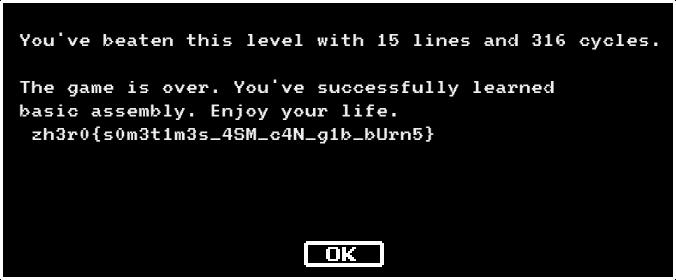 You've beaten this level with 15 lines and 316 cycles.
The game is over. You've successfully learned
basic assembly. Enjoy your life.
zh3r0{s0m3t1m3s_4SM_c4N_g1b_bUrn5}
OK